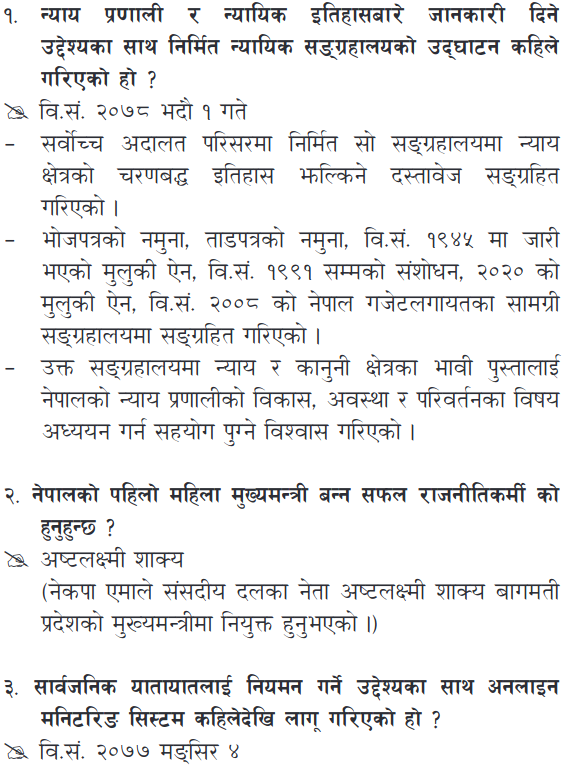 १. न्याय प्रणाली र न्यायिक इतिहासबारे जानकारी दिने
उद्देश्यका साथ निर्मित न्यायिक सङ्ग्रहालयको उद्घाटन कहिले
गरिएको हो ?
वि.सं. २०७८ भदौ १ गते
– सर्वोच्च अदालत परिसरमा निर्मित सो सङ्ग्रहालयमा न्याय
क्षेत्रको चरणबद्ध इतिहास झल्किने दस्तावेज सङ्ग्रहित
गरिएको ।
– भोजपत्रको नमुना, ताडपत्रको नमुना, वि.सं. १९४५ मा जारी
भएको मुलुकी ऐन, वि.सं. १९९१ सम्मको संशोधन, २०२० को
मुलुकी ऐन, वि.सं. २००८ को नेपाल गजेटलगायतका सामग्री
सङ्ग्रहालयमा सङ्ग्रहित गरिएको ।
– उक्त सङ्ग्रहालयमा न्याय र कानुनी क्षेत्रका भावी पुस्तालाई
नेपालको न्याय प्रणालीको विकास, अवस्था र परिवर्तनका विषय
अध्ययन गर्न सहयोग पुग्ने विश्वास गरिएको ।
२. नेपालको पहिलो महिला मुख्यमन्त्री बन्न सफल राजनीतिकर्मी को
हुनुहुन्छ ?
अष्टलक्ष्मी शाक्य
(नेकपा एमाले संसदीय दलका नेता अष्टलक्ष्मी शाक्य बागमती
प्रदेशको मुख्यमन्त्रीमा नियुक्त हुनुभएको ।)
३. सार्वजनिक यातायातलाई नियमन गर्ने उद्देश्यका साथ अनलाइन
मनिटरिङ सिस्टम कहिलेदेखि लागू गरिएको हो ?
वि.सं. २०७७ मङ्सिर ४